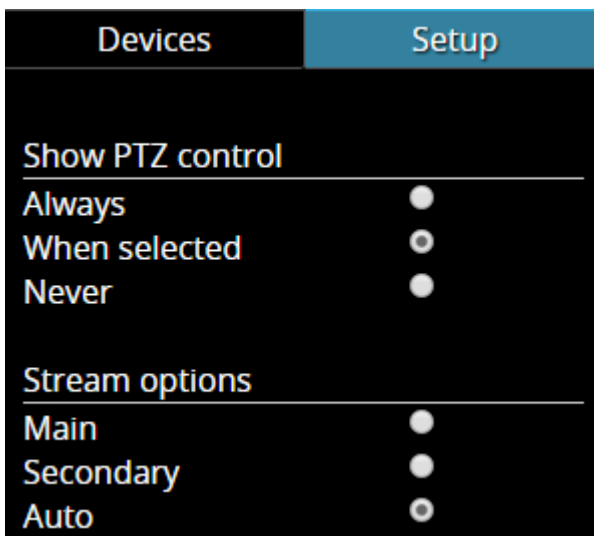 Devices Setup
Show PTZ control
Always
When selected
Never
Stream options
Main
Secondary
Auto